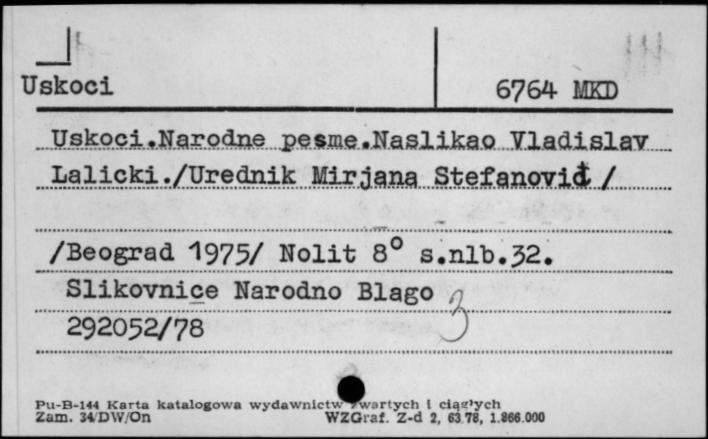 Uskoci
6764 MKD
Uskoci.Narodne pesme.Naslikao Vladislav
Lalicki./Urednik Mirjana Stefanović/
/Beograd 1975/ Nolit 8° s.nlb.32.
Slikovnice Narodno Blago
3
292052/78
Pu-B-144 Karta katalogowa wydawnictw zwartych i ciągłych
Zam. 34/DW/On WZGraf. Z-d 2, 63.78, 1.866.000